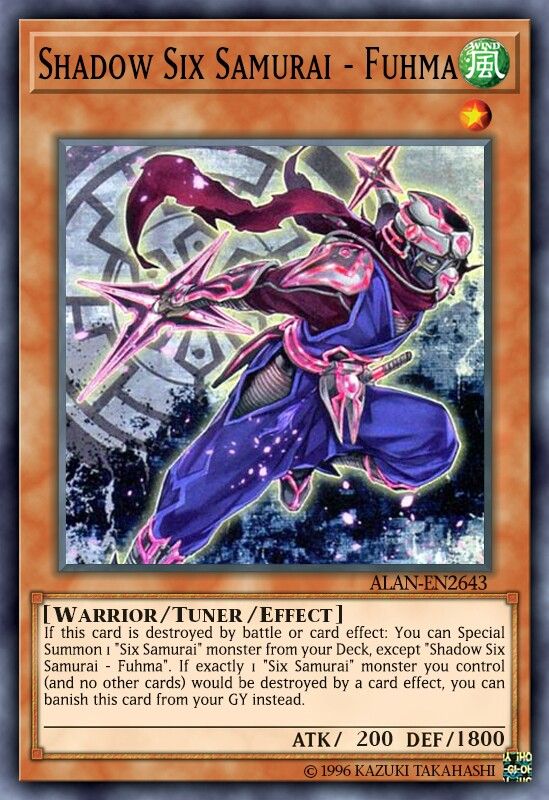 Shadow Six Samurai - Fuhma
WIND
風
ALAN-EN2643
[Warrior/Tuner/Effect]
If this card is destroyed by battle or card effect: You can Special
Summon 1 "Six Samurai" monster from your Deck, except "Shadow Six
Samurai - Fuhma". If exactly 1 "Six Samurai" monster you control
(and no other cards) would be destroyed by a card effect, you can
banish this card from your GY instead.
ATK/ 200 DEF/1800
© 1996 KAZUKI TAKAHASHI